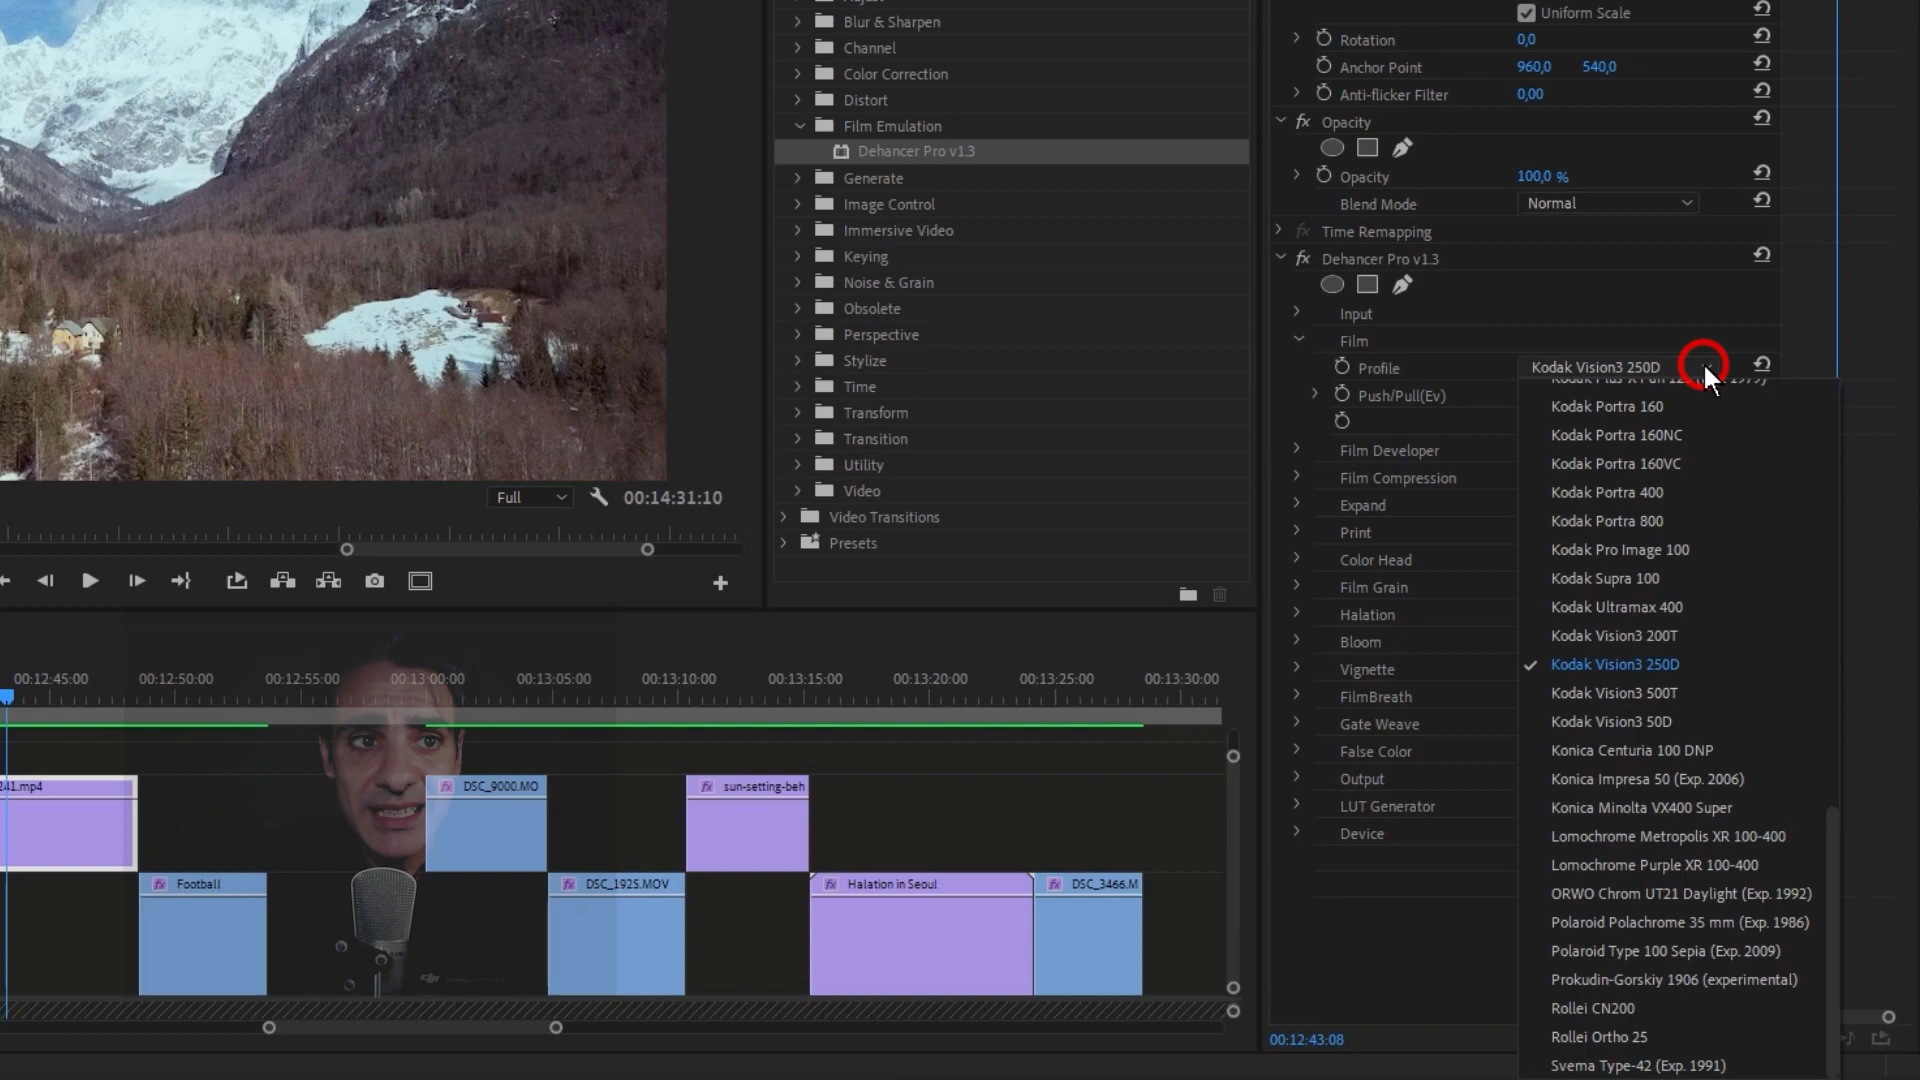 Adjust
Blur & Sharpen
Channel
Color Correction
Distort
Film Emulation
Dehancer Pro v1.3
Generate
Image Control
Immersive Video
Keying
Noise & Grain
Obsolete
Perspective
Stylize
Time
Transform
Transition
Utility
Video
Video Transitions
Presets
Full
00:14:31:10
00:12:45:00
00:12:50:00
00:12:55:00
00:13:00:00
00:13:05:00
00:13:10:00
00:13:15:00
00:13:20:00
00:13:25:00
00:13:30:00
241.mp4
fx DSC_9000.MO
fx sun-setting-beh
fx Football
fx DSC_1925.MOV
fx Halation in Seoul
fx DSC_3466.M
dji
Uniform Scale
Rotation 0,0
Anchor Point 960,0 540,0
Anti-flicker Filter 0,00
fx Opacity
Opacity 100,0 %
Blend Mode Normal
fx Time Remapping
fx Dehancer Pro v1.3
Input
Film
Profile Kodak Vision3 250D
Push/Pull(Ev)
Film Developer
Film Compression
Expand
Print
Color Head
Film Grain
Halation
Bloom
Vignette
FilmBreath
Gate Weave
False Color
Output
LUT Generator
Device
00:12:43:08
Kodak Portra 160
Kodak Portra 160NC
Kodak Portra 160VC
Kodak Portra 400
Kodak Portra 800
Kodak Pro Image 100
Kodak Supra 100
Kodak Ultramax 400
Kodak Vision3 200T
Kodak Vision3 250D
Kodak Vision3 500T
Kodak Vision3 50D
Konica Centuria 100 DNP
Konica Impresa 50 (Exp. 2006)
Konica Minolta VX400 Super
Lomochrome Metropolis XR 100-400
Lomochrome Purple XR 100-400
ORWO Chrom UT21 Daylight (Exp. 1992)
Polaroid Polachrome 35 mm (Exp. 1986)
Polaroid Type 100 Sepia (Exp. 2009)
Prokudin-Gorskiy 1906 (experimental)
Rollei CN200
Rollei Ortho 25
Svema Type-42 (Exp. 1991)